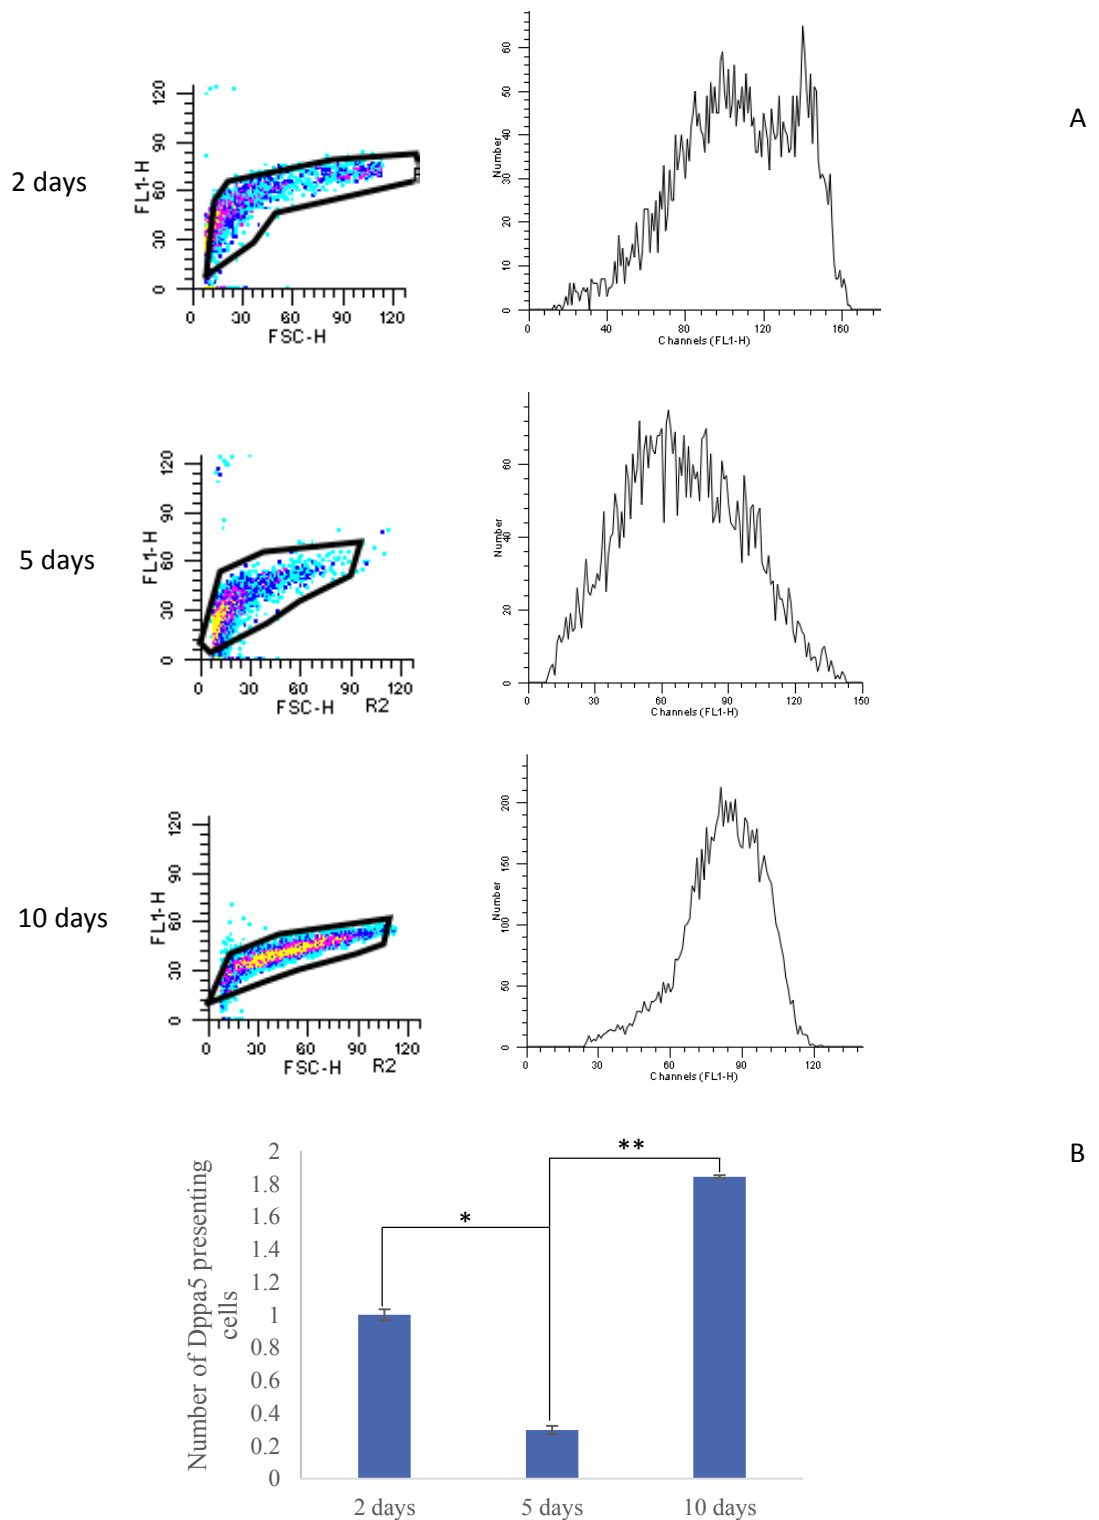 A
2 days
120
90
60
30
0
FL1-H
0 30 60 90 120
FSC-H
60
50
40
30
20
10
0
Number
0 40 80 120 160
Channels (FL1-H)
5 days
120
90
60
30
0
FL1-H
0 30 60 90 120
FSC-H R2
60
40
20
0
Number
0 30 60 90 120 150
Channels (FL1-H)
10 days
120
90
60
30
0
FL1-H
0 30 60 90 120
FSC-H R2
200
150
100
50
0
Number
0 30 60 90 120
Channels (FL1-H)
B
Number of Dppa5 presenting
cells
2
1.8
1.6
1.4
1.2
1
0.8
0.6
0.4
0.2
0
*
**
2 days 5 days 10 days